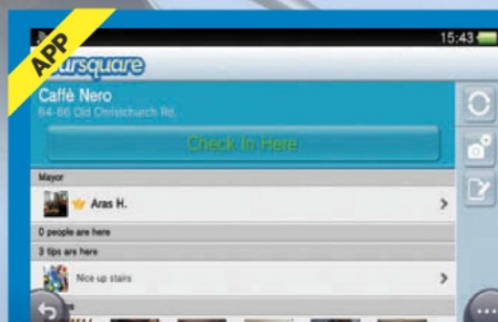 APP
15:43
foursquare
Caffè Nero
64-66 Old Christchurch Rd.
Check In Here
Mayor
Aras H.
0 people are here
3 tips are here
Nice up stairs